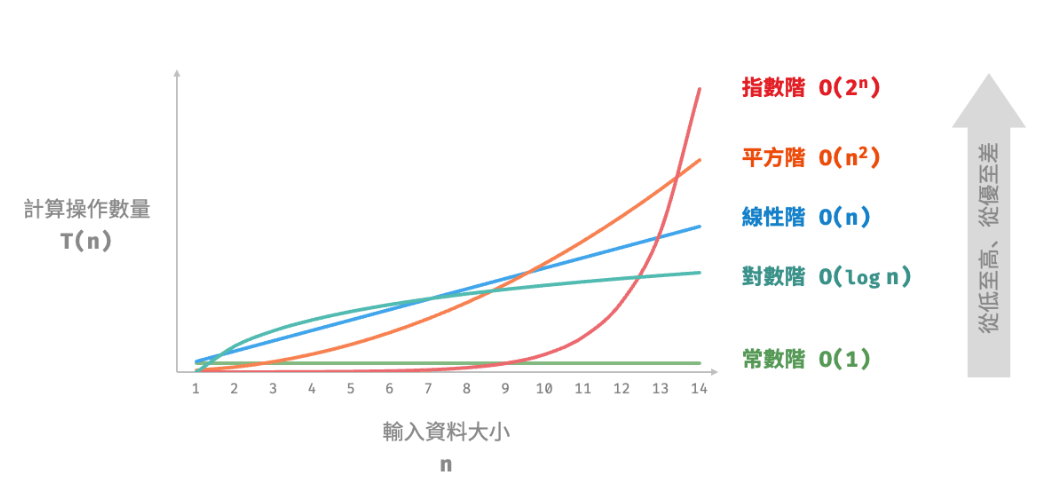 指數階 O(2ⁿ)
平方階 O(n²)
線性階 O(n)
對數階 O(log n)
常數階 O(1)
從低至高、從優至差
計算操作數量
T(n)
1 2 3 4 5 6 7 8 9 10 11 12 13 14
輸入資料大小
n